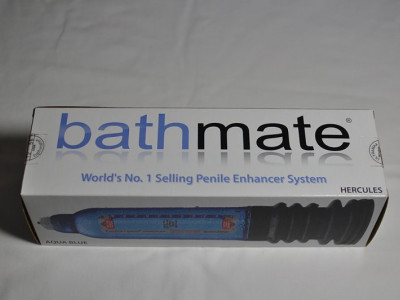 bathmate®
World's No. 1 Selling Penile Enhancer System
HERCULES
AQUA BLUE